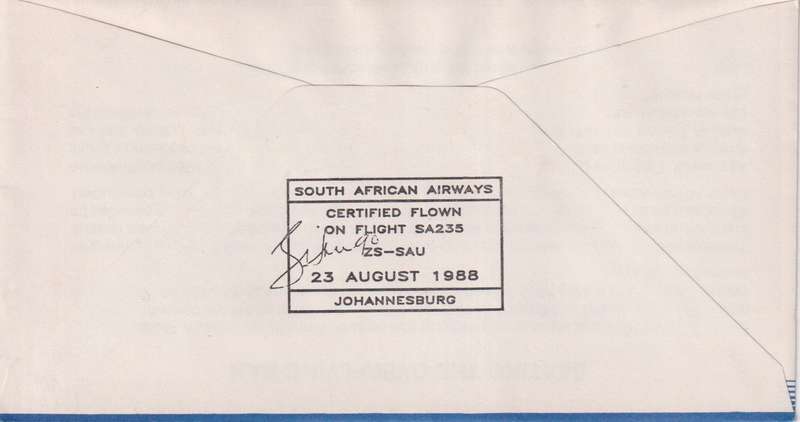 SOUTH AFRICAN AIRWAYS
CERTIFIED FLOWN
ON FLIGHT SA235
ZS-SAU
23 AUGUST 1988
JOHANNESBURG